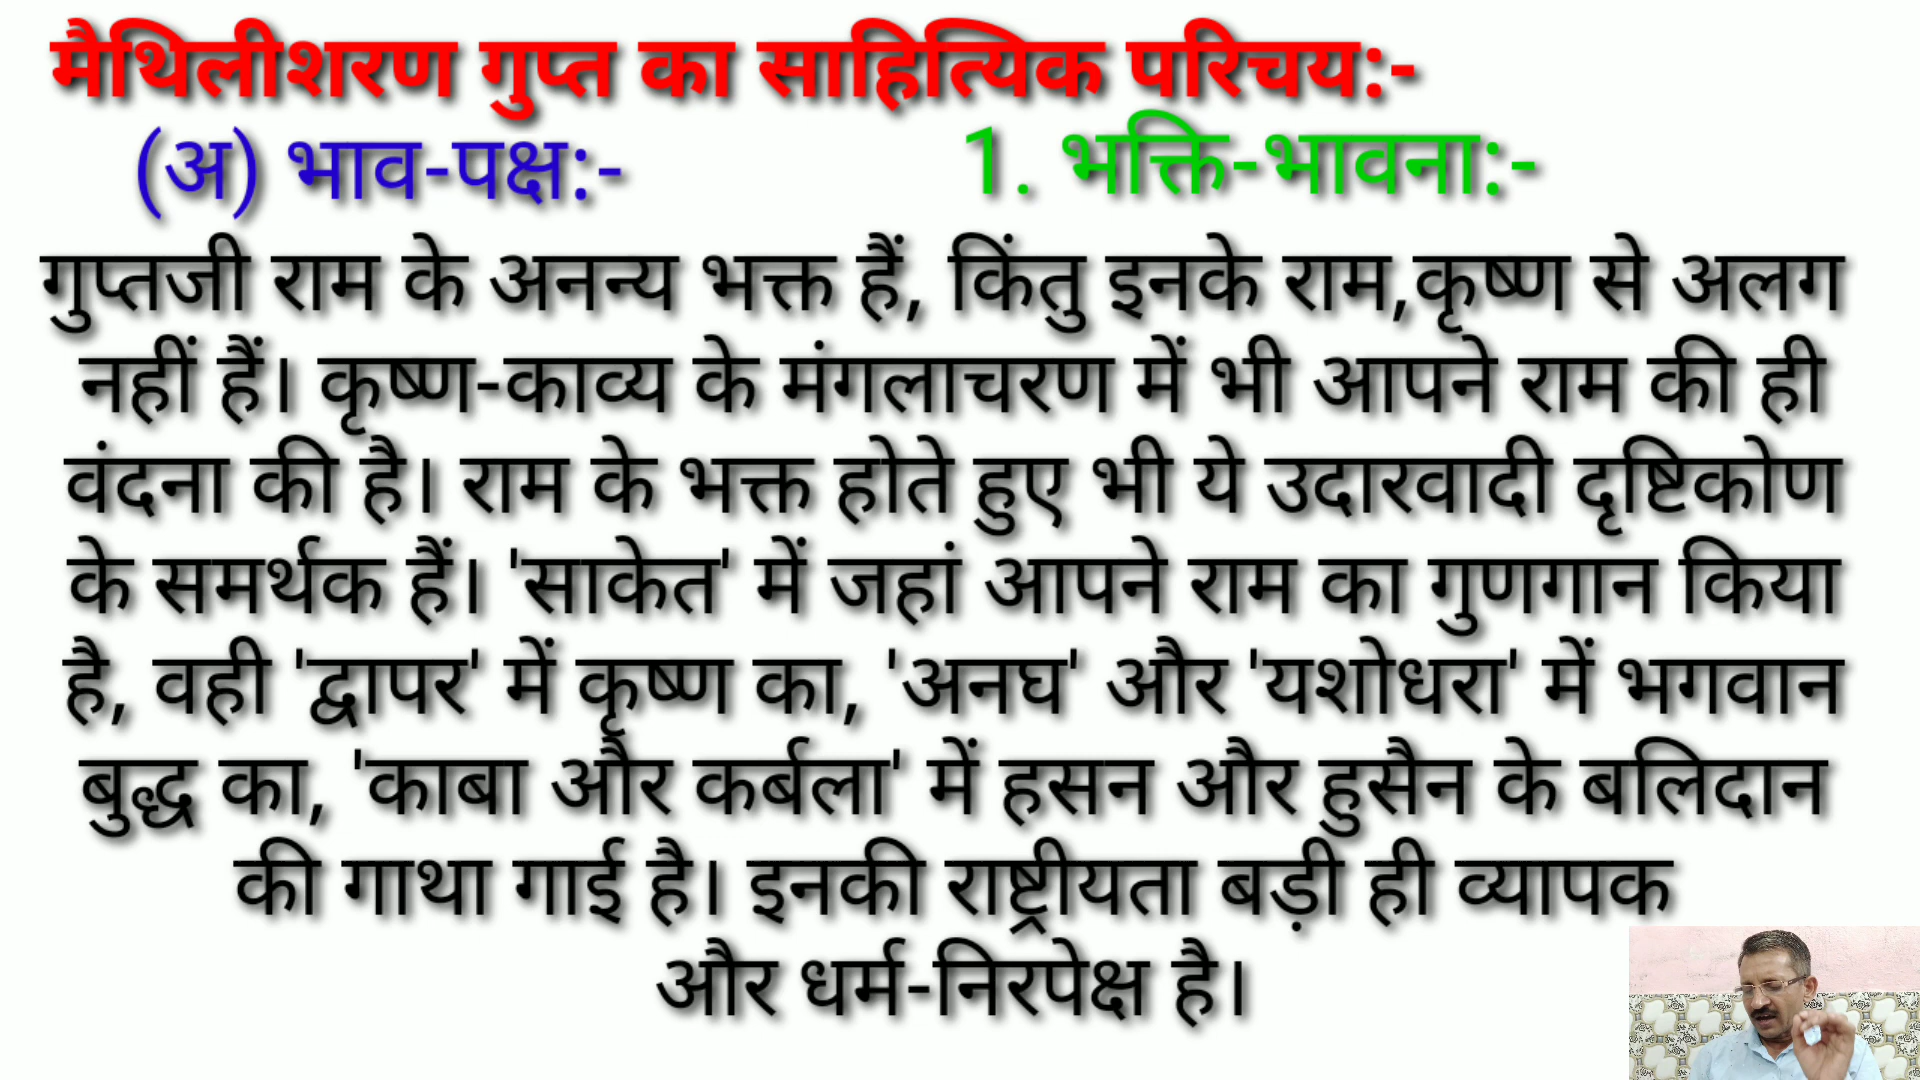 मैथिलीशरण गुप्त का साहित्यिक परिचय:-
(अ) भाव-पक्ष:- 1. भक्ति-भावना:-
गुप्तजी राम के अनन्य भक्त हैं, किंतु इनके राम,कृष्ण से अलग
नहीं हैं। कृष्ण-काव्य के मंगलाचरण में भी आपने राम की ही
वंदना की है। राम के भक्त होते हुए भी ये उदारवादी दृष्टिकोण
के समर्थक हैं। 'साकेत' में जहां आपने राम का गुणगान किया
है, वही 'द्वापर' में कृष्ण का, 'अनघ' और 'यशोधरा' में भगवान
बुद्ध का, 'काबा और कर्बला' में हसन और हुसैन के बलिदान
की गाथा गाई है। इनकी राष्ट्रीयता बड़ी ही व्यापक
और धर्म-निरपेक्ष है।